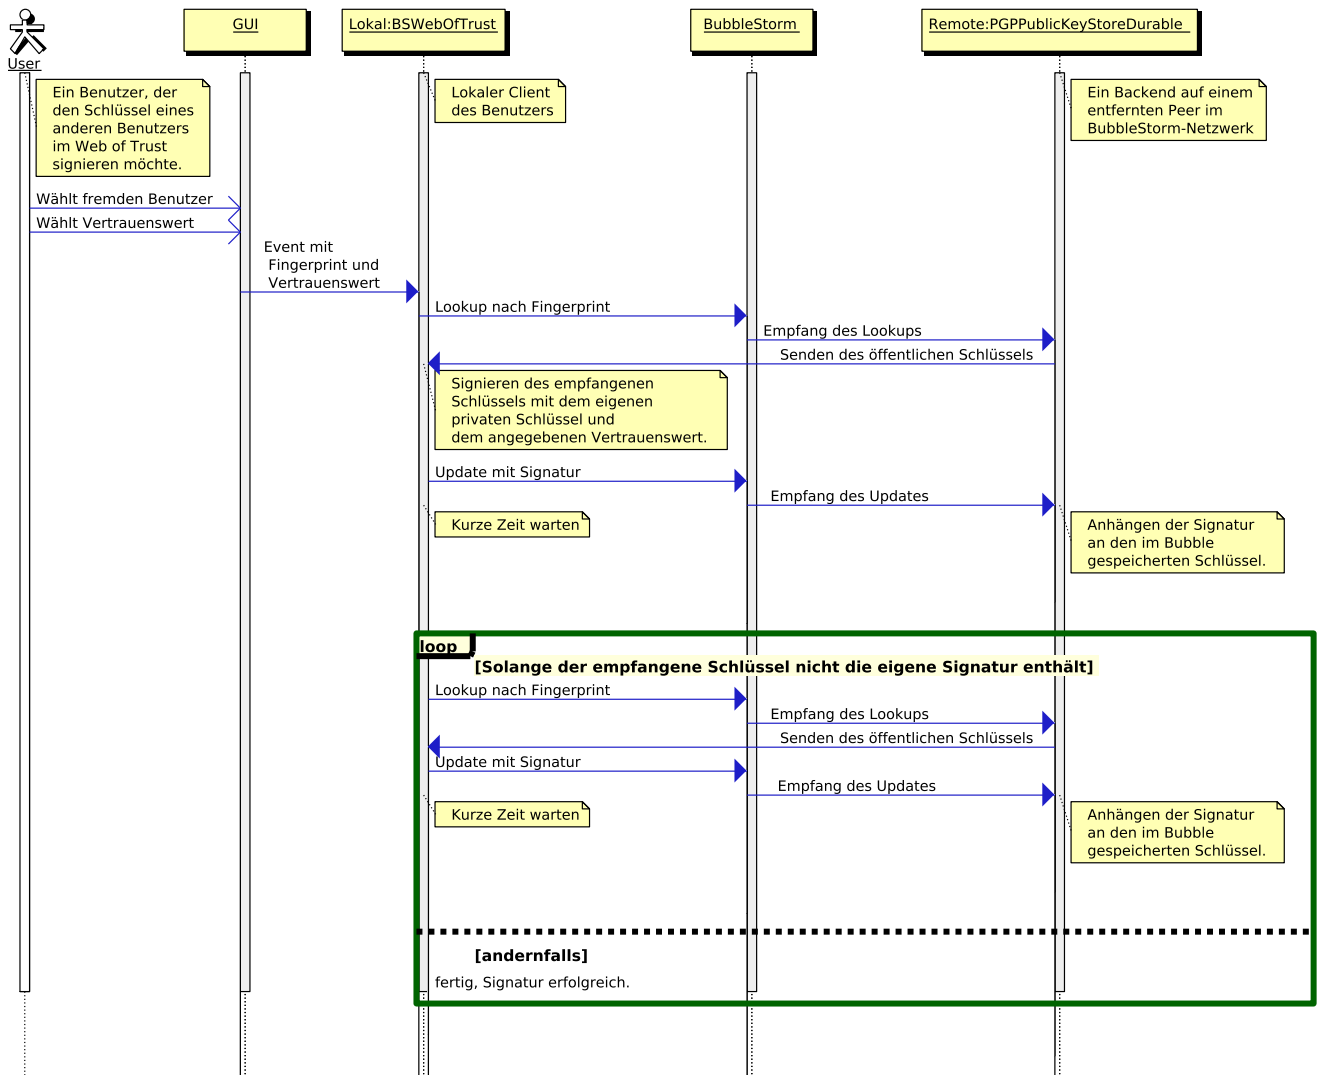 GUI
Lokal:BSWebOfTrust
BubbleStorm
Remote:PGPPublicKeyStoreDurable
User
Ein Benutzer, der
den Schlüssel eines
anderen Benutzers
im Web of Trust
signieren möchte.
Lokaler Client
des Benutzers
Ein Backend auf einem
entfernten Peer im
BubbleStorm-Netzwerk
Wählt fremden Benutzer
Wählt Vertrauenswert
Event mit
Fingerprint und
Vertrauenswert
Lookup nach Fingerprint
Empfang des Lookups
Senden des öffentlichen Schlüssels
Signieren des empfangenen
Schlüssels mit dem eigenen
privaten Schlüssel und
dem angegebenen Vertrauenswert.
Update mit Signatur
Empfang des Updates
Kurze Zeit warten
Anhängen der Signatur
an den im Bubble
gespeicherten Schlüssel.
loop
[Solange der empfangene Schlüssel nicht die eigene Signatur enthält]
Lookup nach Fingerprint
Empfang des Lookups
Senden des öffentlichen Schlüssels
Update mit Signatur
Empfang des Updates
Kurze Zeit warten
Anhängen der Signatur
an den im Bubble
gespeicherten Schlüssel.
[andernfalls]
fertig, Signatur erfolgreich.